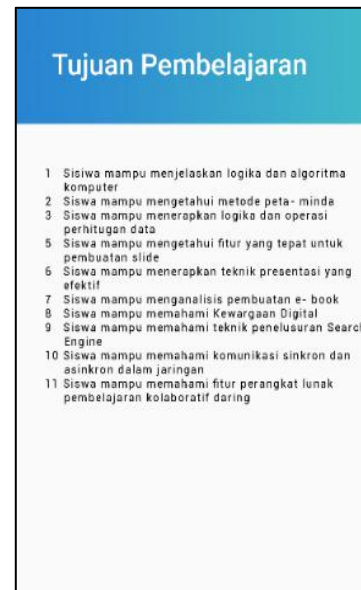 Tujuan Pembelajaran
1 Sisiwa mampu menjelaskan logika dan algoritma
komputer
2 Siswa mampu mengetahui metode peta- minda
3 Siswa mampu menerapkan logika dan operasi
perhitugan data
5 Siswa mampu mengetahui fitur yang tepat untuk
pembuatan slide
6 Siswa mampu menerapkan teknik presentasi yang
efektif
7 Siswa mampu menganalisis pembuatan e- book
8 Siswa mampu memahami Kewargaan Digital
9 Siswa mampu memahami teknik penelusuran Search
Engine
10 Siswa mampu memahami komunikasi sinkron dan
asinkron dalam jaringan
11 Siswa mampu memahami fitur perangkat lunak
pembelajaran kolaboratif daring